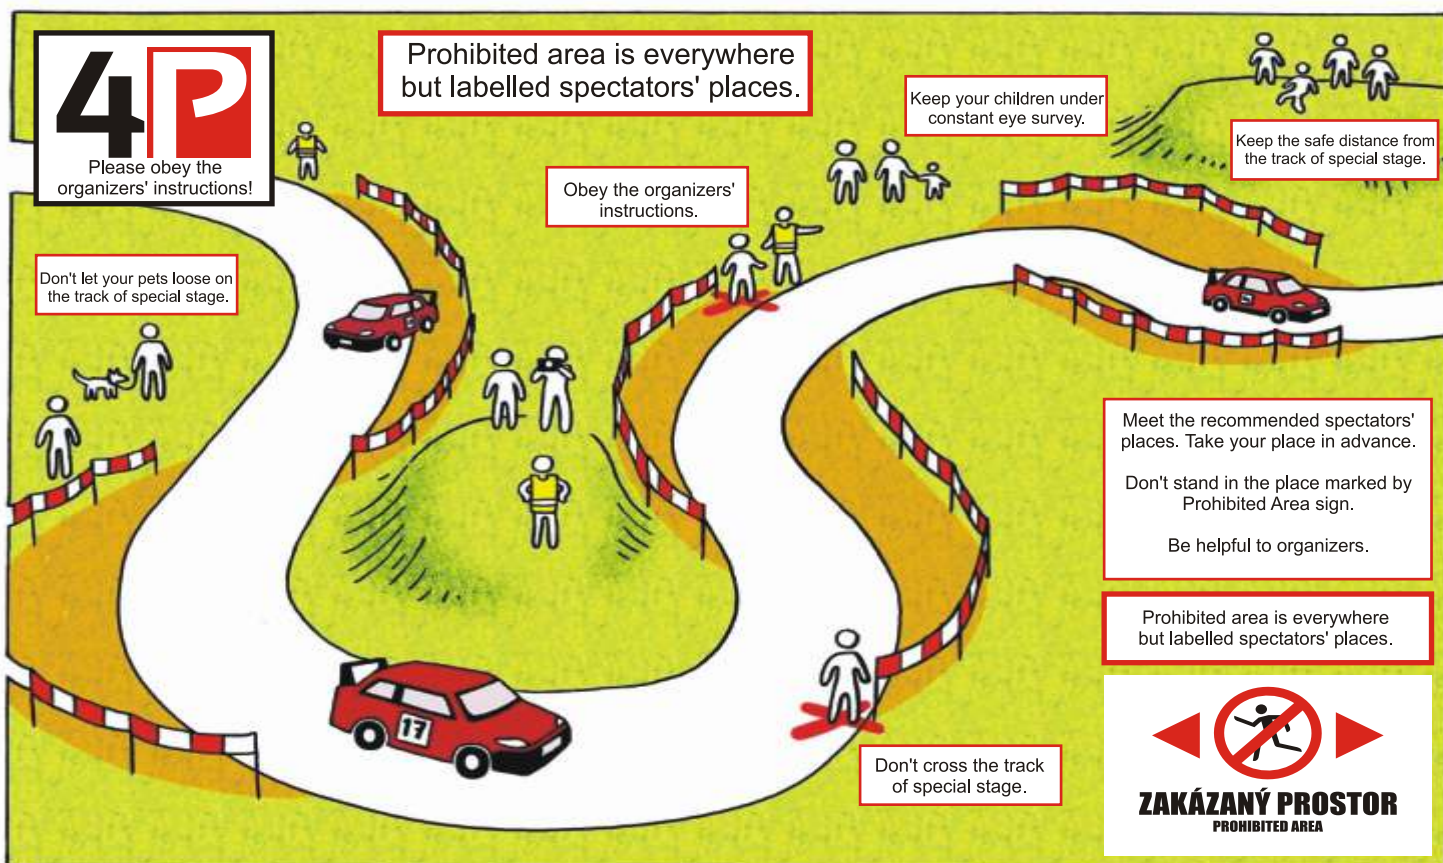 4P
Please obey the
organizers' instructions!
Prohibited area is everywhere
but labelled spectators' places.
Keep your children under
constant eye survey.
Keep the safe distance from
the track of special stage.
Obey the organizers'
instructions.
Don't let your pets loose on
the track of special stage.
Meet the recommended spectators'
places. Take your place in advance.
Don't stand in the place marked by
Prohibited Area sign.
Be helpful to organizers.
Prohibited area is everywhere
but labelled spectators' places.
17
Don't cross the track
of special stage.
ZAKÁZANÝ PROSTOR
PROHIBITED AREA